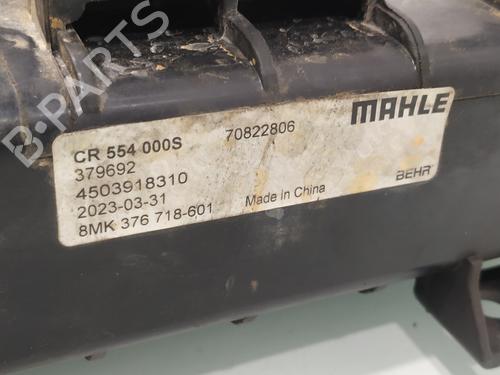 B-PARTS
CR 554 000S
70822806
MAHLE
379692
4503918310
2023-03-31
Made in China
BEHR
8MK 376 718-601